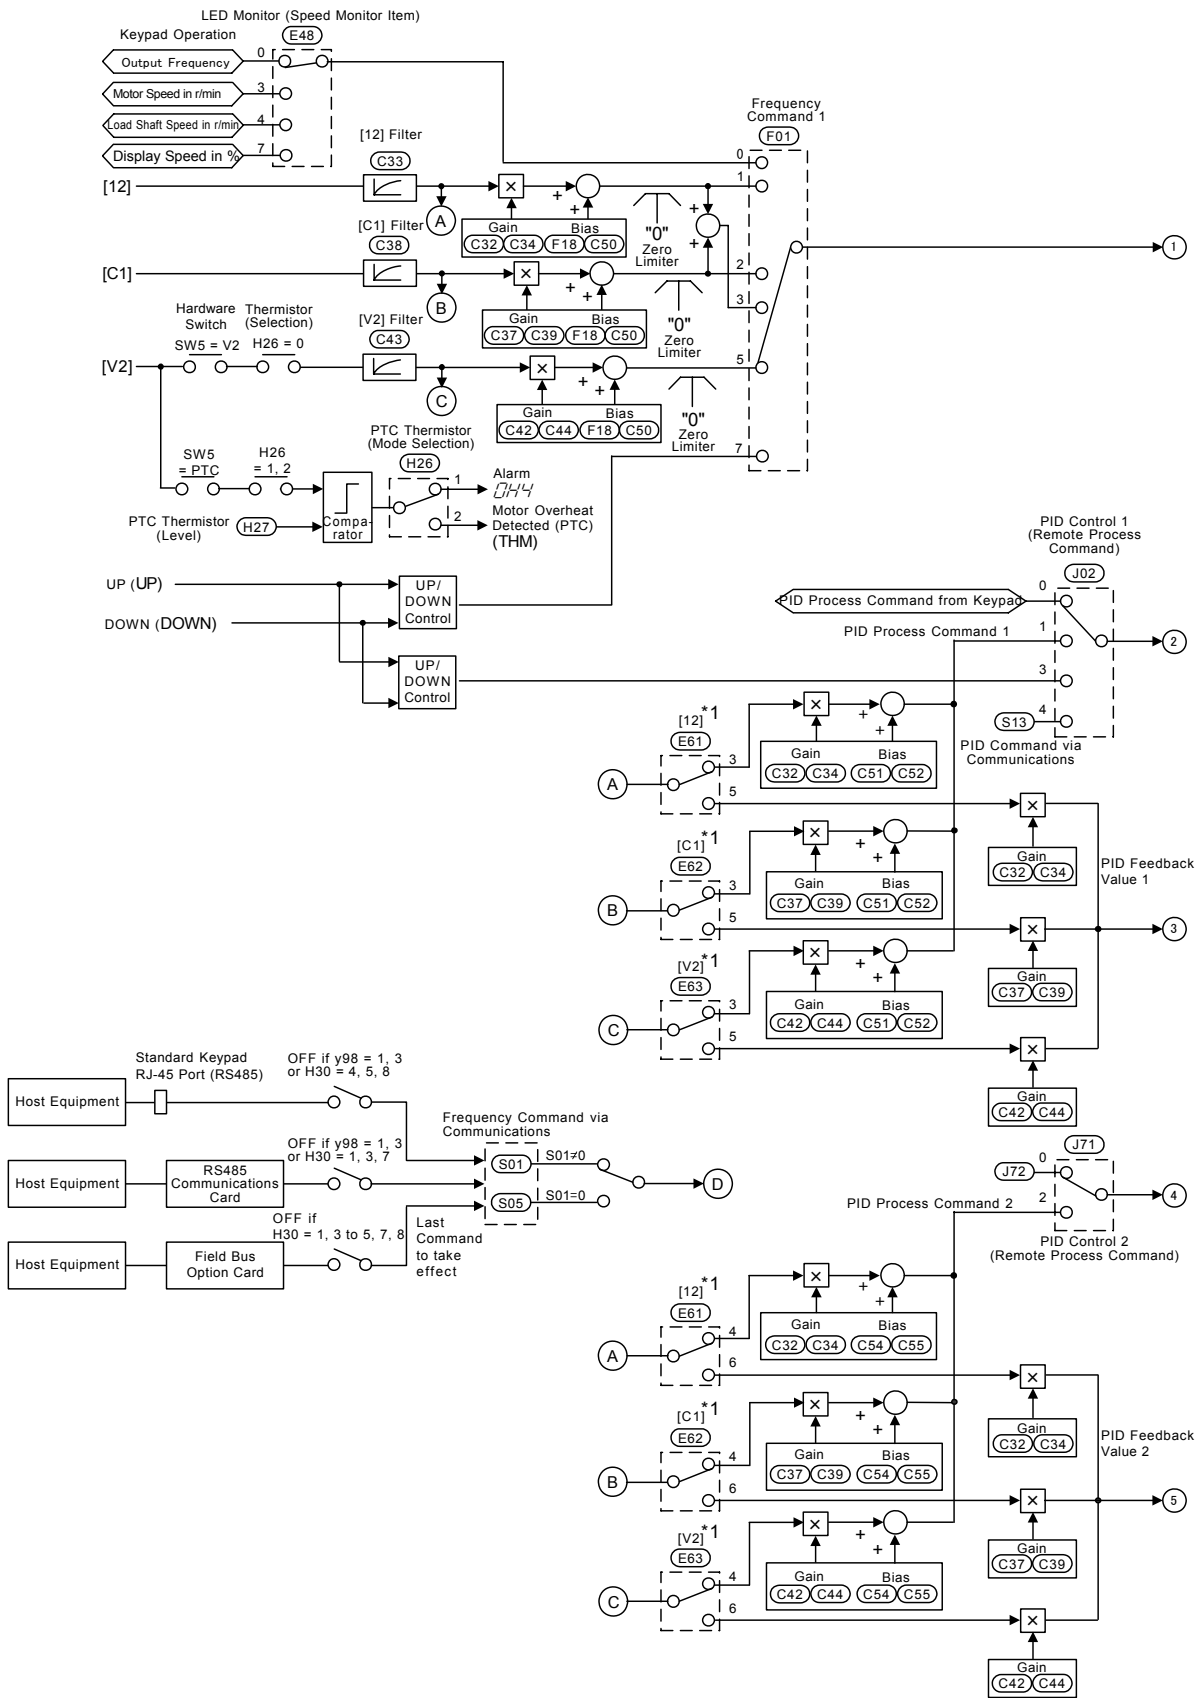 LED Monitor (Speed Monitor Item)
Keypad Operation
E48
0
Output Frequency
3
Motor Speed in r/min
4
Load Shaft Speed in r/min
7
Display Speed in %
Frequency
Command 1
F01
0
1
2
3
5
7
1
[12]
[12] Filter
C33
A
×
+
+
Gain
C32 C34
Bias
F18 C50
"0"
Zero
Limiter
+
+
[C1]
[C1] Filter
C38
B
×
+
+
Gain
C37 C39
Bias
F18 C50
"0"
Zero
Limiter
[V2]
Hardware
Switch
SW5 = V2
Thermistor
(Selection)
H26 = 0
[V2] Filter
C43
C
×
+
+
Gain
C42 C44
Bias
F18 C50
"0"
Zero
Limiter
SW5
= PTC
H26
= 1, 2
PTC Thermistor
(Level)
H27
Compa-
rator
PTC Thermistor
(Mode Selection)
H26
1
2
Alarm
OH4
Motor Overheat
Detected (PTC)
(THM)
UP (UP)
DOWN (DOWN)
UP/
DOWN
Control
UP/
DOWN
Control
PID Control 1
(Remote Process
Command)
J02
0
PID Process Command from Keypad
1
PID Process Command 1
3
4
S13
PID Command via
Communications
2
[12]*1
E61
A
3
5
×
+
+
Gain
C32 C34
Bias
C51 C52
×
Gain
C32 C34
[C1]*1
E62
B
3
5
×
+
+
Gain
C37 C39
Bias
C51 C52
×
Gain
C37 C39
PID Feedback
Value 1
3
[V2]*1
E63
C
3
5
×
+
+
Gain
C42 C44
Bias
C51 C52
×
Gain
C42 C44
Standard Keypad
RJ-45 Port (RS485)
Host Equipment
OFF if y98 = 1, 3
or H30 = 4, 5, 8
Host Equipment
RS485
Communications
Card
OFF if y98 = 1, 3
or H30 = 1, 3, 7
Host Equipment
Field Bus
Option Card
OFF if
H30 = 1, 3 to 5, 7, 8
Last
Command
to take
effect
Frequency Command via
Communications
S01
S01≠0
S05
S01=0
D
J71
0
J72
2
PID Process Command 2
4
PID Control 2
(Remote Process Command)
[12]*1
E61
A
4
6
×
+
+
Gain
C32 C34
Bias
C54 C55
×
Gain
C32 C34
[C1]*1
E62
B
4
6
×
+
+
Gain
C37 C39
Bias
C54 C55
×
Gain
C37 C39
PID Feedback
Value 2
5
[V2]*1
E63
C
4
6
×
+
+
Gain
C42 C44
Bias
C54 C55
×
Gain
C42 C44